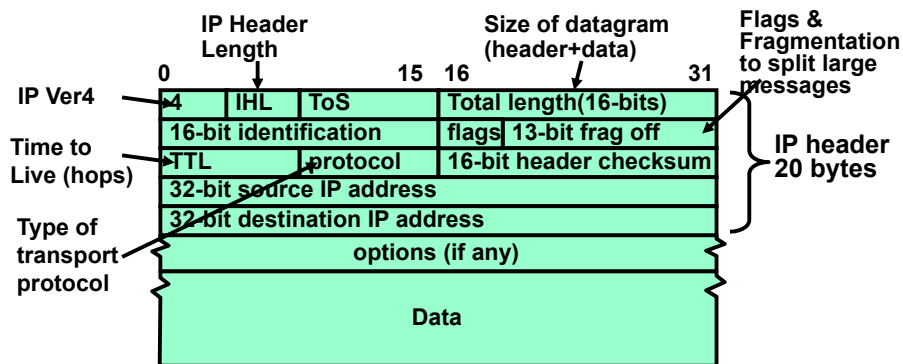 IP Header
Length
Size of datagram
(header+data)
Flags &
Fragmentation
to split large
messages
0
15
16
31
IP Ver4
4
IHL
ToS
Total length(16-bits)
16-bit identification
flags
13-bit frag off
Time to
Live (hops)
TTL
protocol
16-bit header checksum
IP header
20 bytes
32-bit source IP address
32-bit destination IP address
Type of
transport
protocol
options (if any)
Data